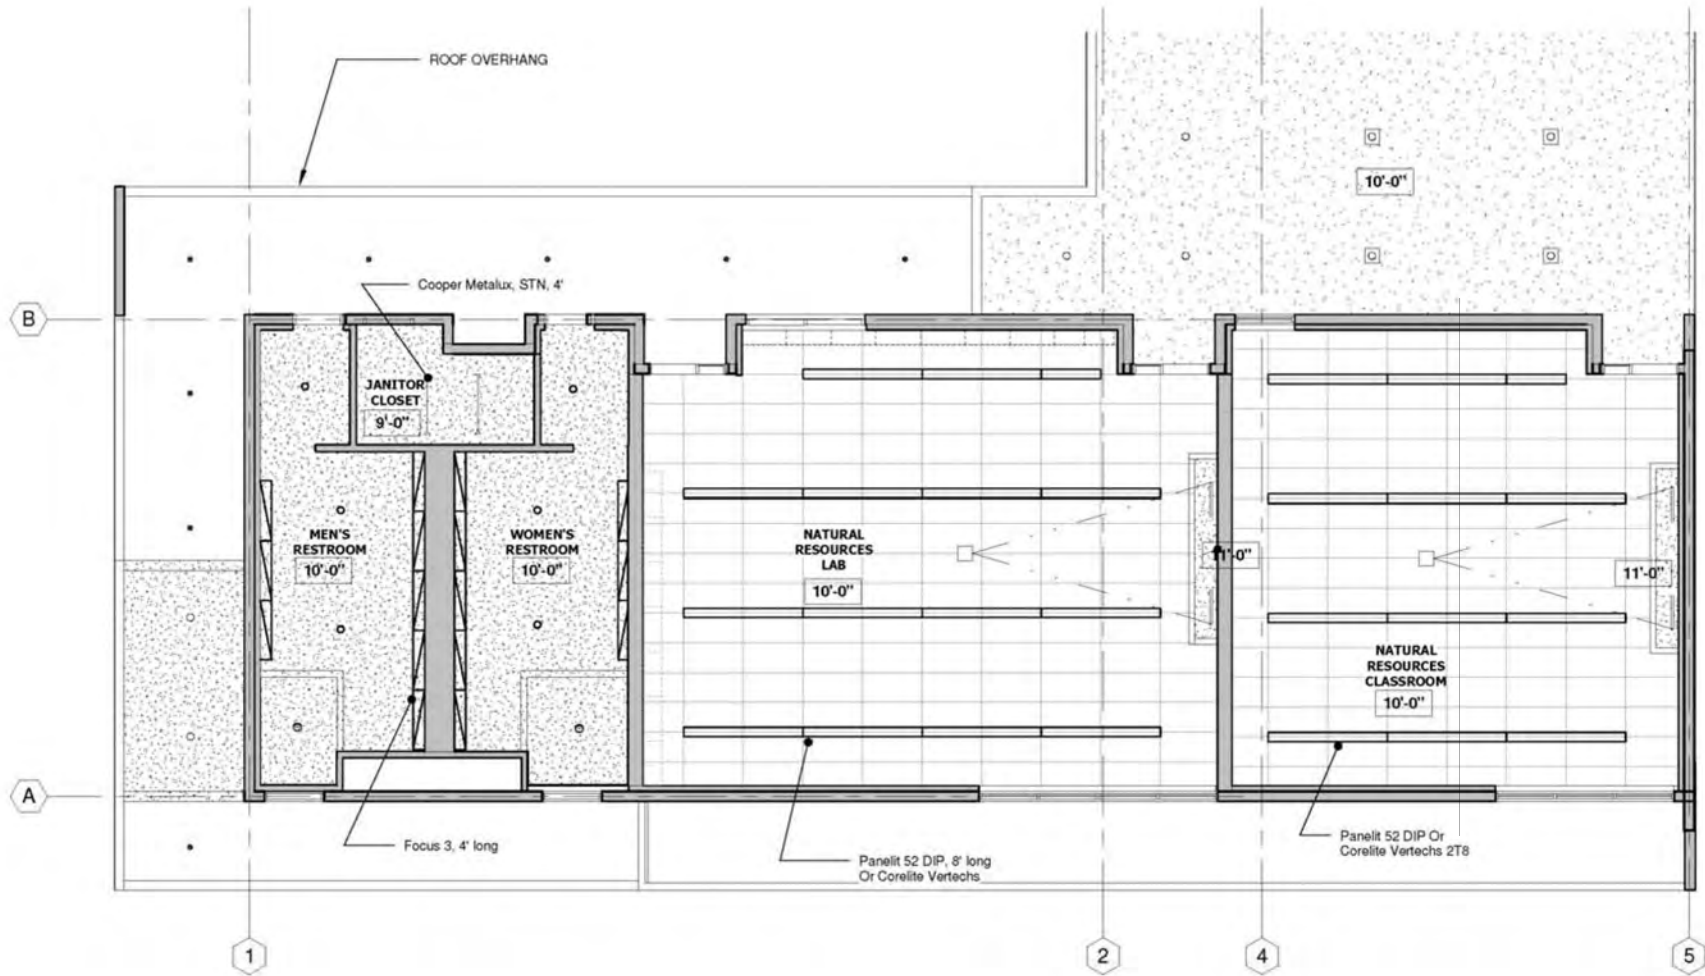 ROOF OVERHANG
10'-0"
Cooper Metalux, STN, 4'
B
JANITOR
CLOSET
9'-0"
MEN'S
RESTROOM
10'-0"
WOMEN'S
RESTROOM
10'-0"
NATURAL
RESOURCES
LAB
10'-0"
11'-0"
11'-0"
NATURAL
RESOURCES
CLASSROOM
10'-0"
A
Focus 3, 4' long
Panelit 52 DIP, 8' long
Or Corelite Vertechs
Panelit 52 DIP Or
Corelite Vertechs 2T8
1
2
4
5